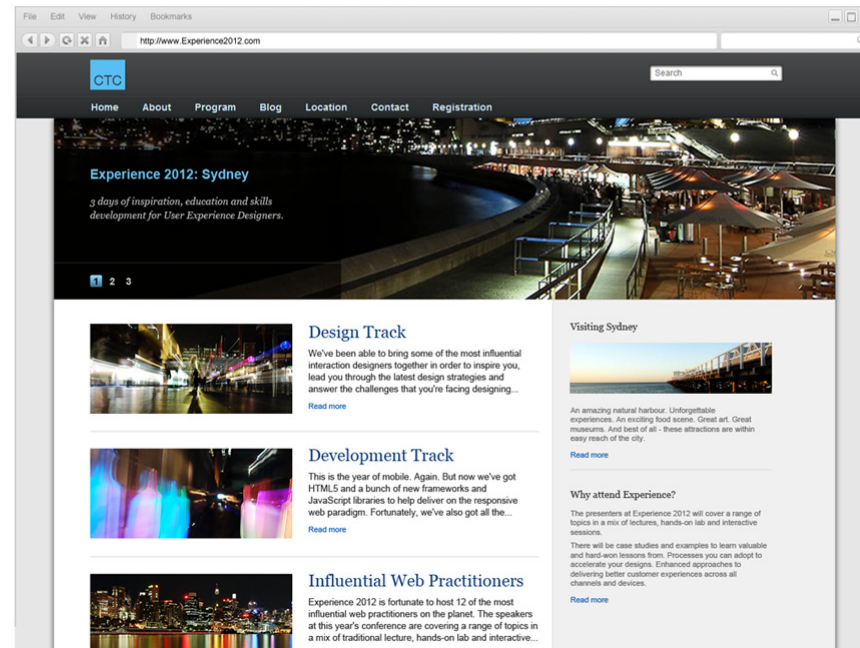 File Edit View History Bookmarks
http://www.Experience2012.com
CTC
Search
Home About Program Blog Location Contact Registration
Experience 2012: Sydney
3 days of inspiration, education and skills
development for User Experience Designers.
1 2 3
Design Track
We've been able to bring some of the most influential
interaction designers together in order to inspire you,
lead you through the latest design strategies and
answer the challenges that you're facing designing...
Read more
Development Track
This is the year of mobile. Again. But now we've got
HTML5 and a bunch of new frameworks and
JavaScript libraries to help deliver on the responsive
web paradigm. Fortunately, we've also got all the...
Read more
Influential Web Practitioners
Experience 2012 is fortunate to host 12 of the most
influential web practitioners on the planet. The speakers
at this year's conference are covering a range of topics in
a mix of traditional lecture, hands-on lab and interactive...
Visiting Sydney
An amazing natural harbour. Unforgettable
experiences. An exciting food scene. Great art. Great
museums. And best of all - these attractions are within
easy reach of the city.
Read more
Why attend Experience?
The presenters at Experience 2012 will cover a range of
topics in a mix of lectures, hands-on lab and interactive
sessions.
There will be case studies and examples to learn valuable
and hard-won lessons from. Processes you can adopt to
accelerate your designs. Enhanced approaches to
delivering better customer experiences across all
channels and devices.
Read more